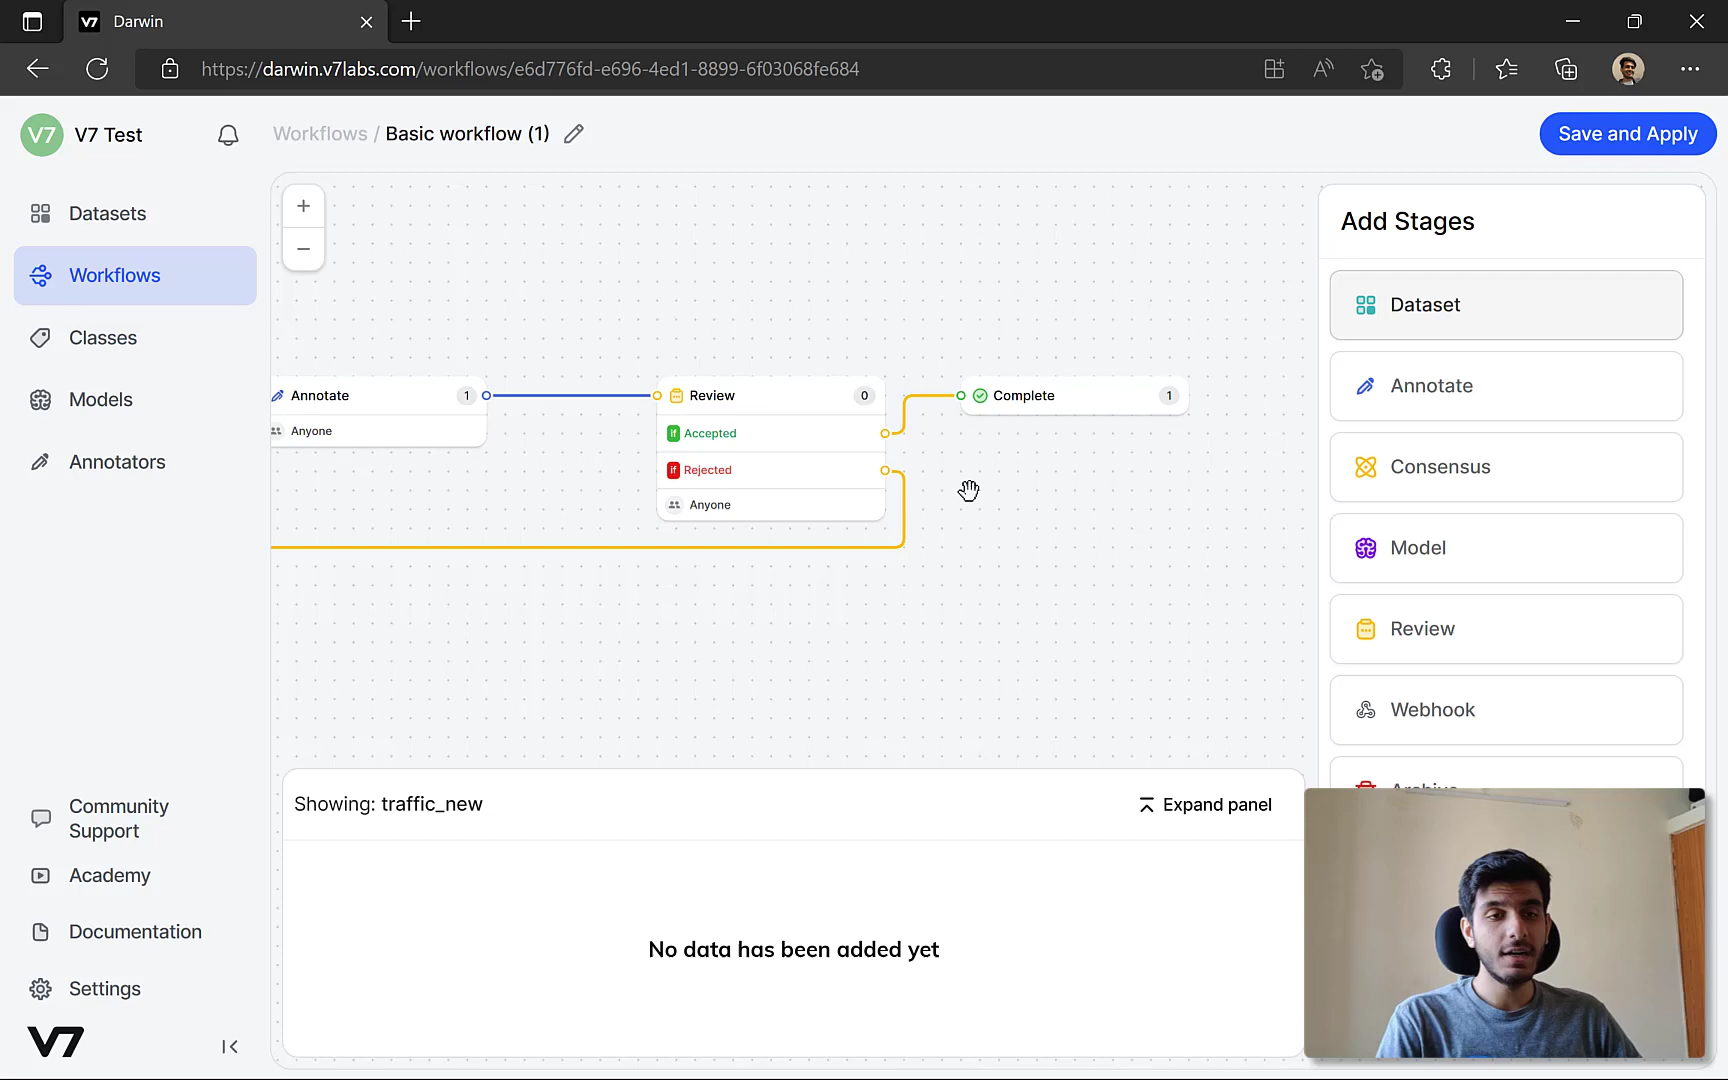 Darwin
https://darwin.v7labs.com/workflows/e6d776fd-e696-4ed1-8899-6f03068fe684
V7 V7 Test
Workflows / Basic workflow (1)
Save and Apply
Datasets
Workflows
Classes
Models
Annotators
Community
Support
Academy
Documentation
Settings
V7
Annotate 1
Anyone
Review 0
If Accepted
If Rejected
Anyone
Complete 1
Showing: traffic_new
Expand panel
No data has been added yet
Add Stages
Dataset
Annotate
Consensus
Model
Review
Webhook